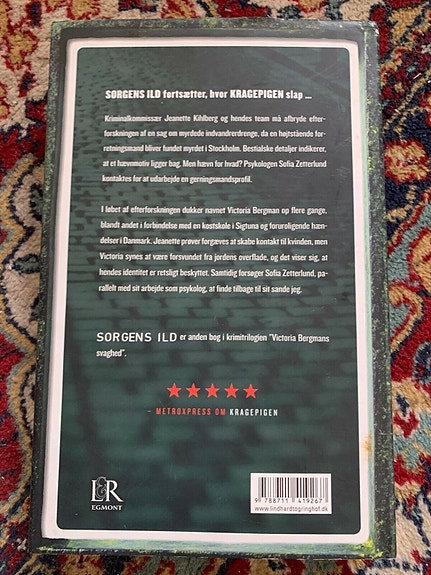 SORGENS ILD fortsætter, hvor KRAGEPIGEN slap ...
Kriminalkommissær Jeanette Kihlberg og hendes team må afbryde efter-
forskningen af en sag om myrdede indvandrerdrenge, da en højtstående for-
retningsmand bliver fundet myrdet i Stockholm. Bestialske detaljer indikerer,
at et hævnmotiv ligger bag. Men hævn for hvad? Psykologen Sofia Zetterlund
kontaktes for at udarbejde en gerningsmandsprofil.
I løbet af efterforskningen dukker navnet Victoria Bergman op flere gange,
blandt andet i forbindelse med en kostskole i Sigtuna og foruroligende hæn-
delser i Danmark. Jeanette prøver forgæves at skabe kontakt til kvinden, men
Victoria synes at være forsvundet fra jordens overflade, og det viser sig, at
hendes identitet er retsligt beskyttet. Samtidig forsøger Sofia Zetterlund, pa-
rallelt med sit arbejde som psykolog, at finde tilbage til sit sande jeg.
SORGENS ILD er anden bog i krimitrilogien "Victoria Bergmans
svaghed".
– METROXPRESS OM KRAGEPIGEN
L&R
EGMONT
9 788711 419267
www.lindhardtogringhof.dk